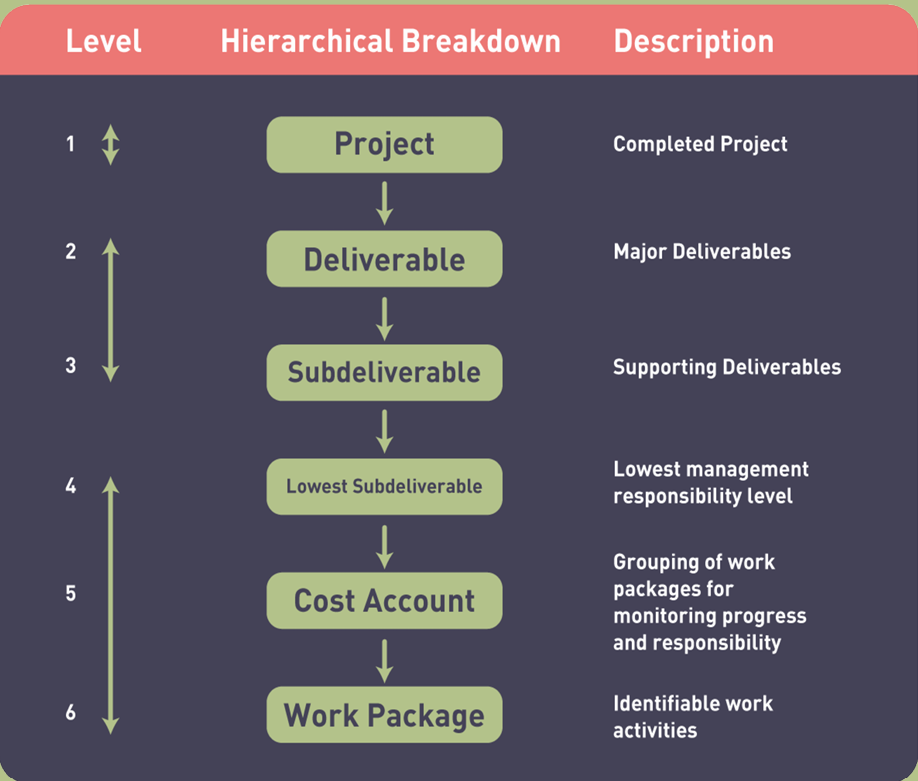 Level Hierarchical Breakdown Description
1 Project Completed Project
2 Deliverable Major Deliverables
3 Subdeliverable Supporting Deliverables
4 Lowest Subdeliverable Lowest management
responsibility level
5 Cost Account Grouping of work
packages for
monitoring progress
and responsibility
6 Work Package Identifiable work
activities